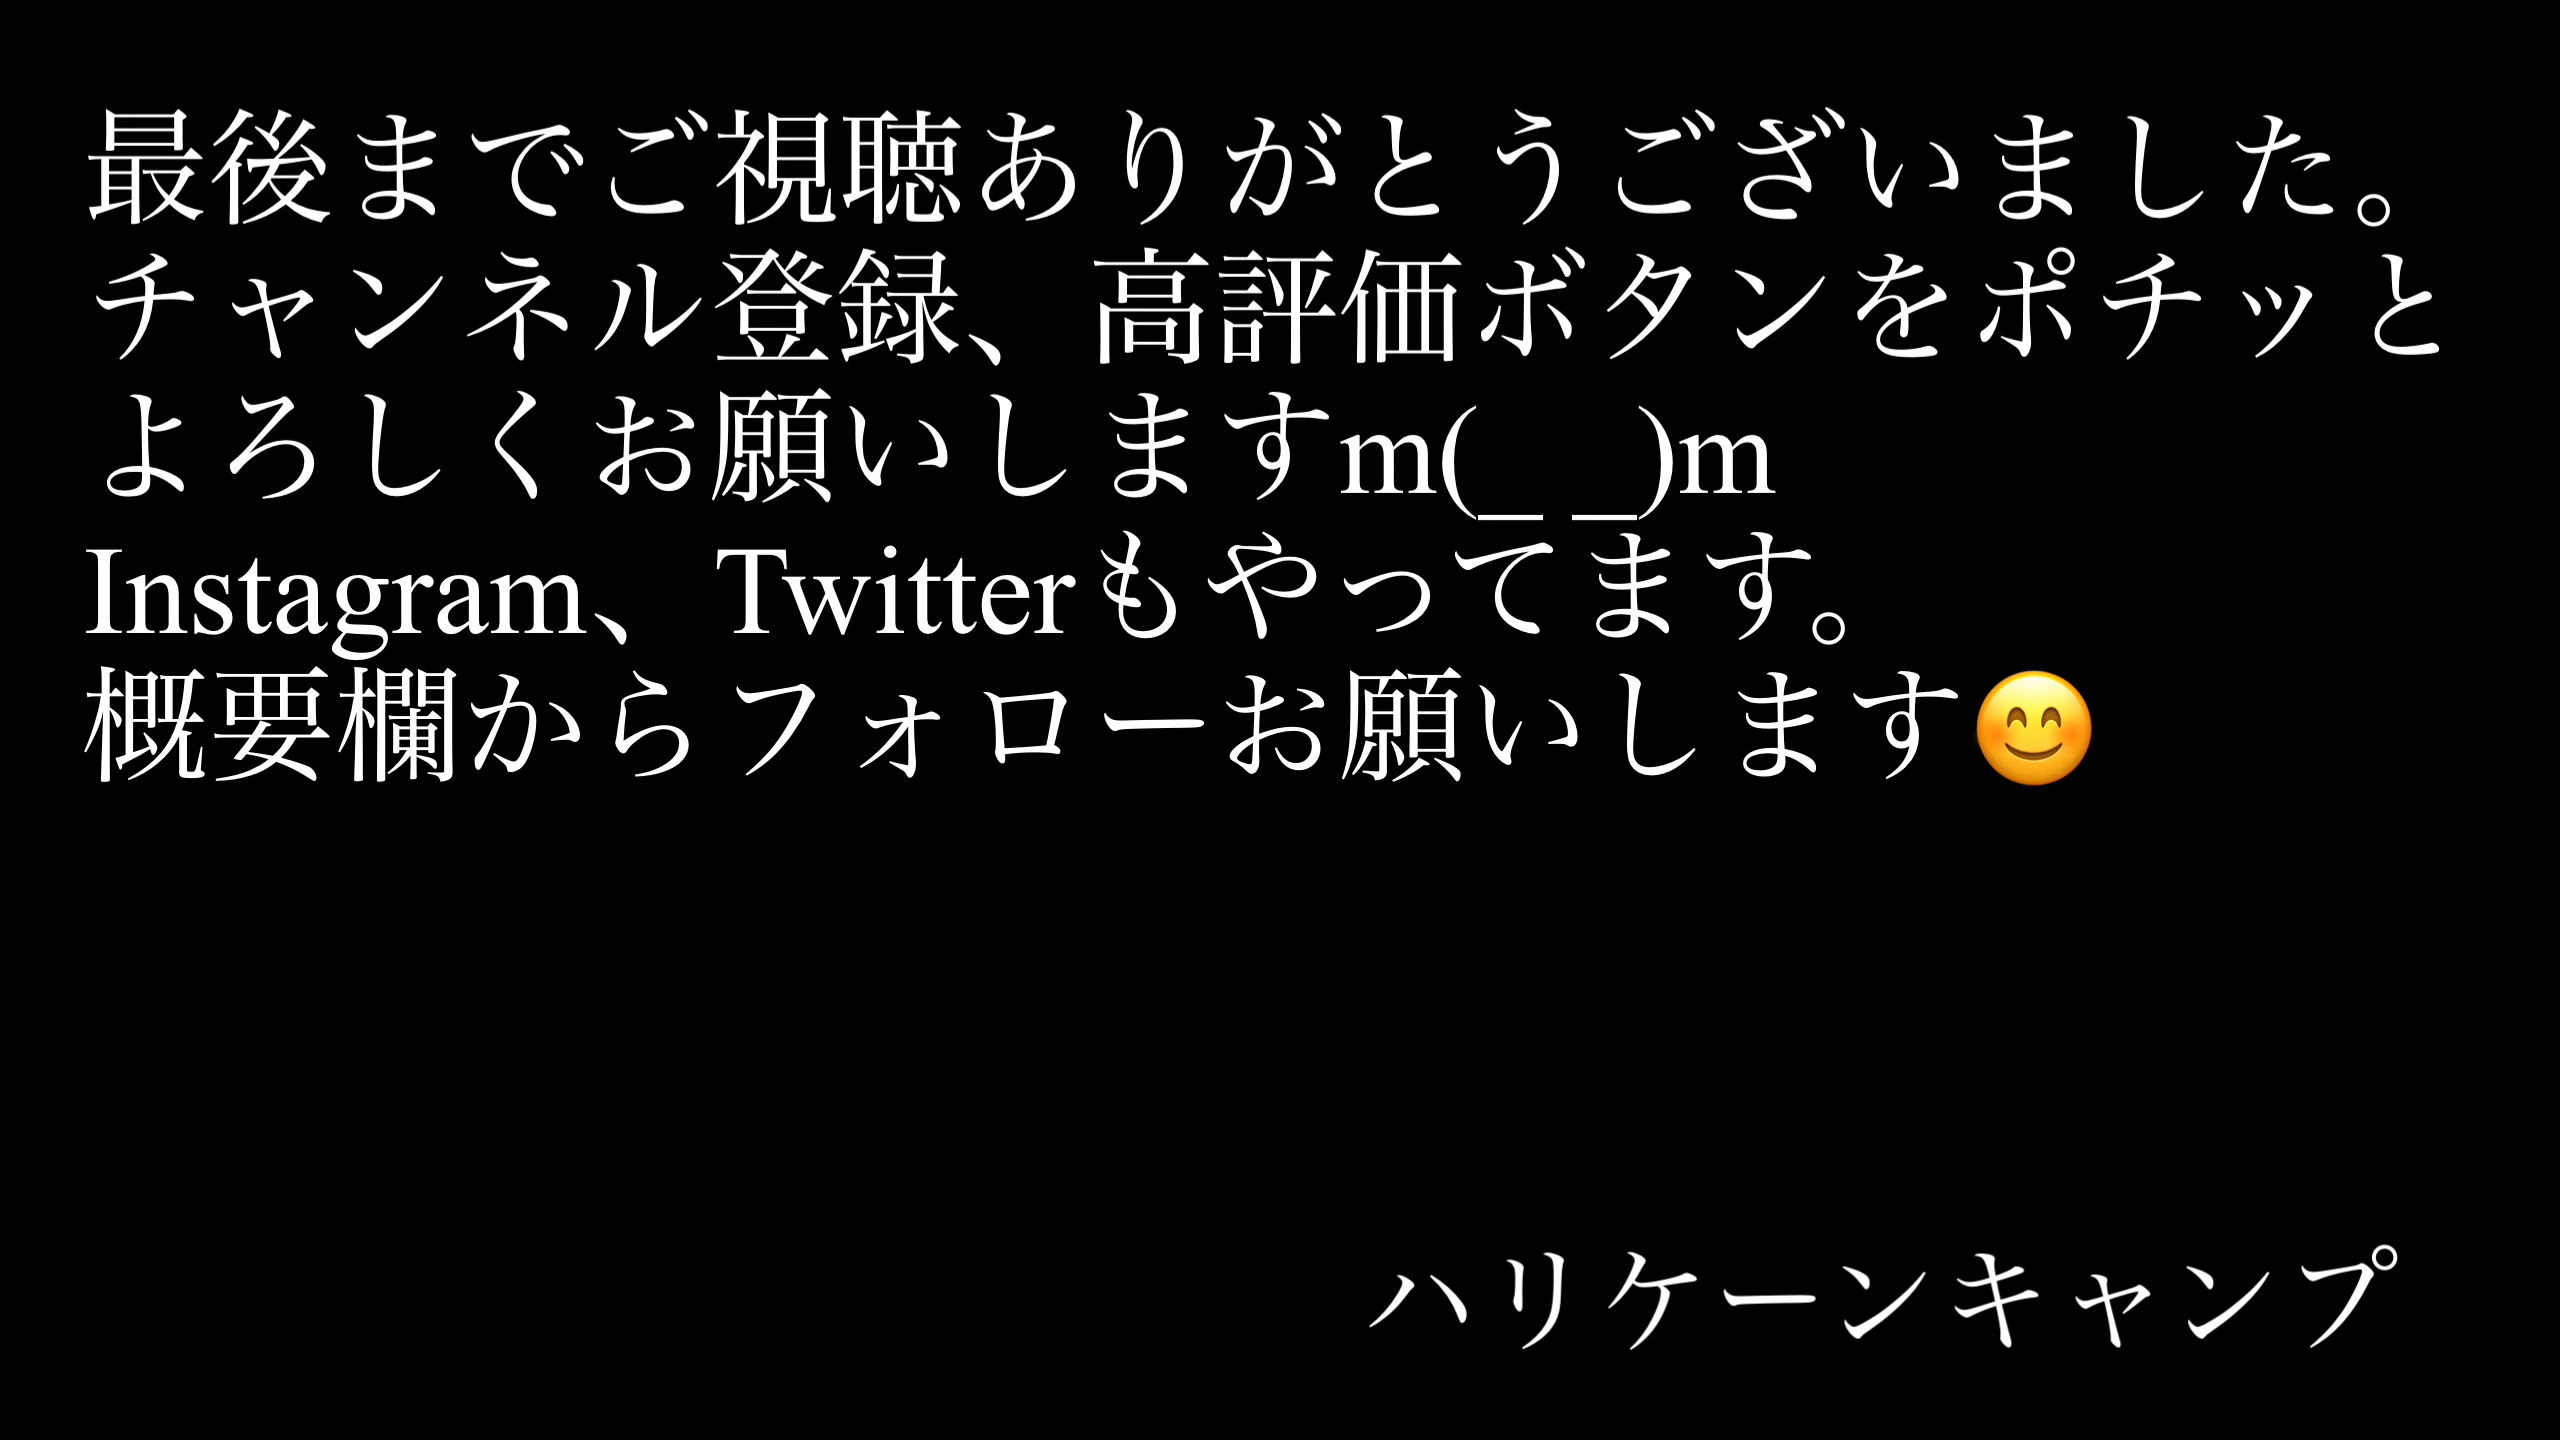 最後までご視聴ありがとうございました。
チャンネル登録、高評価ボタンをポチッと
よろしくお願いしますm(_ _)m
Instagram、Twitterもやってます。
概要欄からフォローお願いします😊
ハリケーンキャンプ